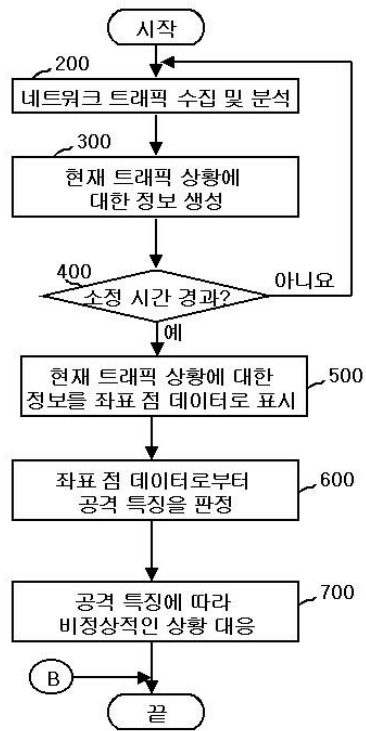 시작
200
네트워크 트래픽 수집 및 분석
300
현재 트래픽 상황에
대한 정보 생성
400
소정 시간 경과?
아니요
예
현재 트래픽 상황에 대한
정보를 좌표 점 데이터로 표시
500
좌표 점 데이터로부터
공격 특징을 판정
600
공격 특징에 따라
비정상적인 상황 대응
700
B
끝